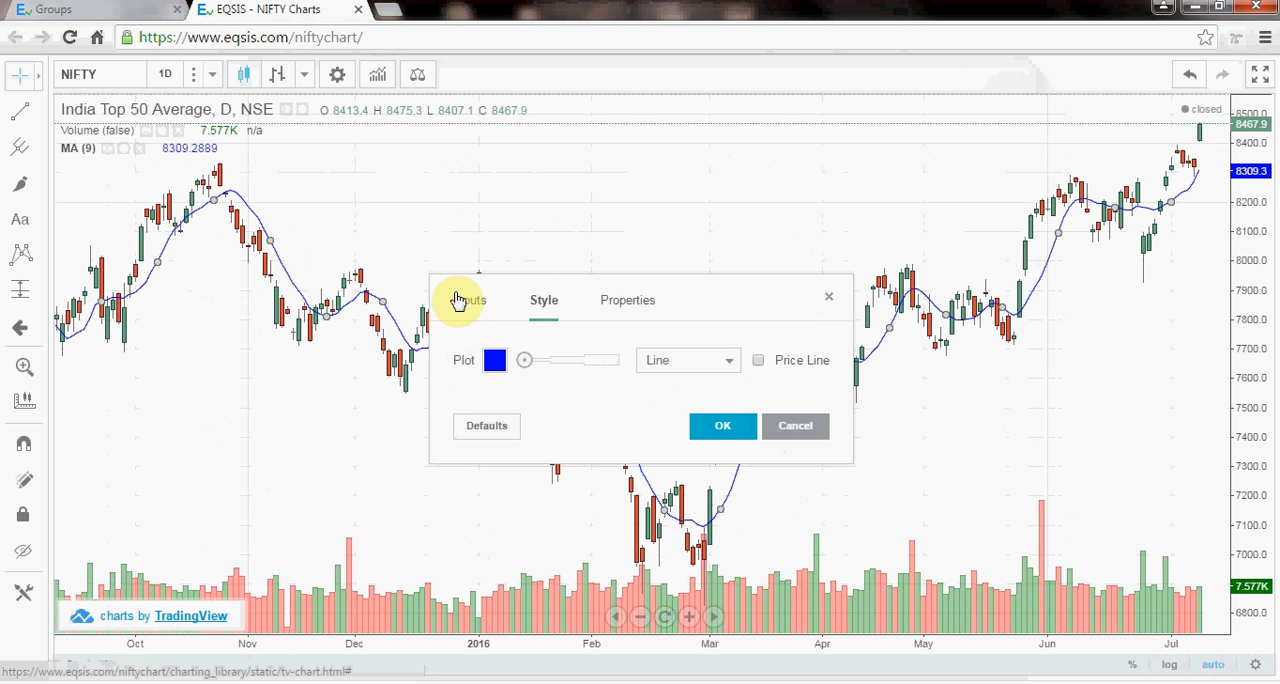 Groups
EQSIS - NIFTY Charts
https://www.eqsis.com/niftychart/
NIFTY
1D
India Top 50 Average, D, NSE
O 8413.4 H 8475.3 L 8407.1 C 8467.9
closed
Volume (false)
7.577K n/a
MA (9)
8309.2889
Aa
8500.0
8467.9
8400.0
8309.3
8200.0
8100.0
8000.0
7900.0
7800.0
7700.0
7600.0
7500.0
7400.0
7300.0
7200.0
7100.0
7000.0
7.577K
6800.0
Style
Properties
Plot
Line
Price Line
Defaults
OK
Cancel
charts by TradingView
Oct
Nov
Dec
2016
Feb
Mar
Apr
May
Jun
Jul
https://www.eqsis.com/niftychart/charting_library/static/tv-chart.html#
%
log
auto